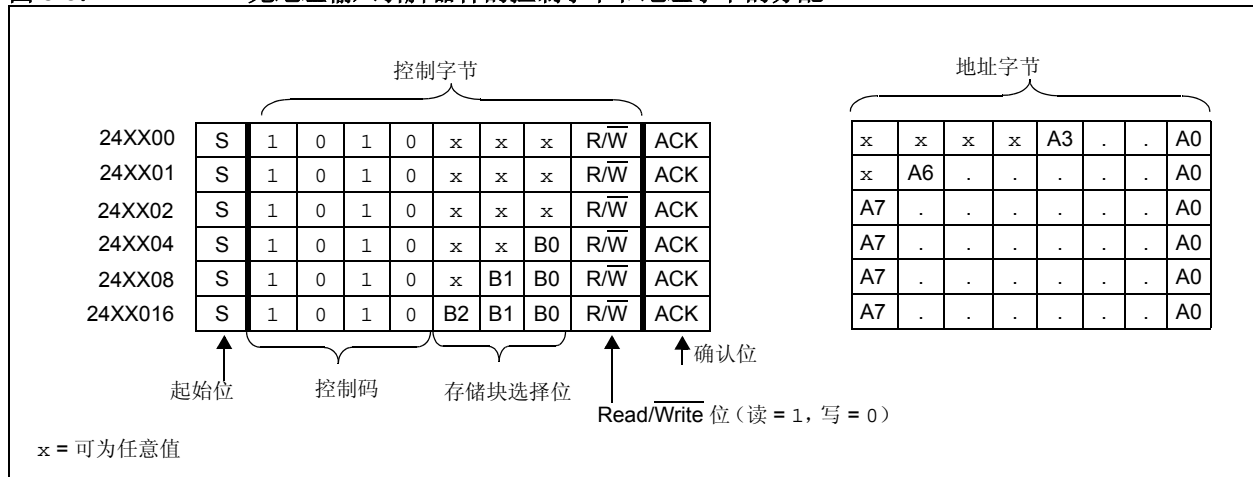 控制字节
地址字节
24XX00 S 1 0 1 0 x x x R/W ACK x x x x A3 . . A0
24XX01 S 1 0 1 0 x x x R/W ACK x A6 . . . . . A0
24XX02 S 1 0 1 0 x x x R/W ACK A7 . . . . . . A0
24XX04 S 1 0 1 0 x x B0 R/W ACK A7 . . . . . . A0
24XX08 S 1 0 1 0 x B1 B0 R/W ACK A7 . . . . . . A0
24XX016 S 1 0 1 0 B2 B1 B0 R/W ACK A7 . . . . . . A0
起始位
控制码
存储块选择位
确认位
Read/Write 位（读 = 1，写 = 0）
x = 可为任意值